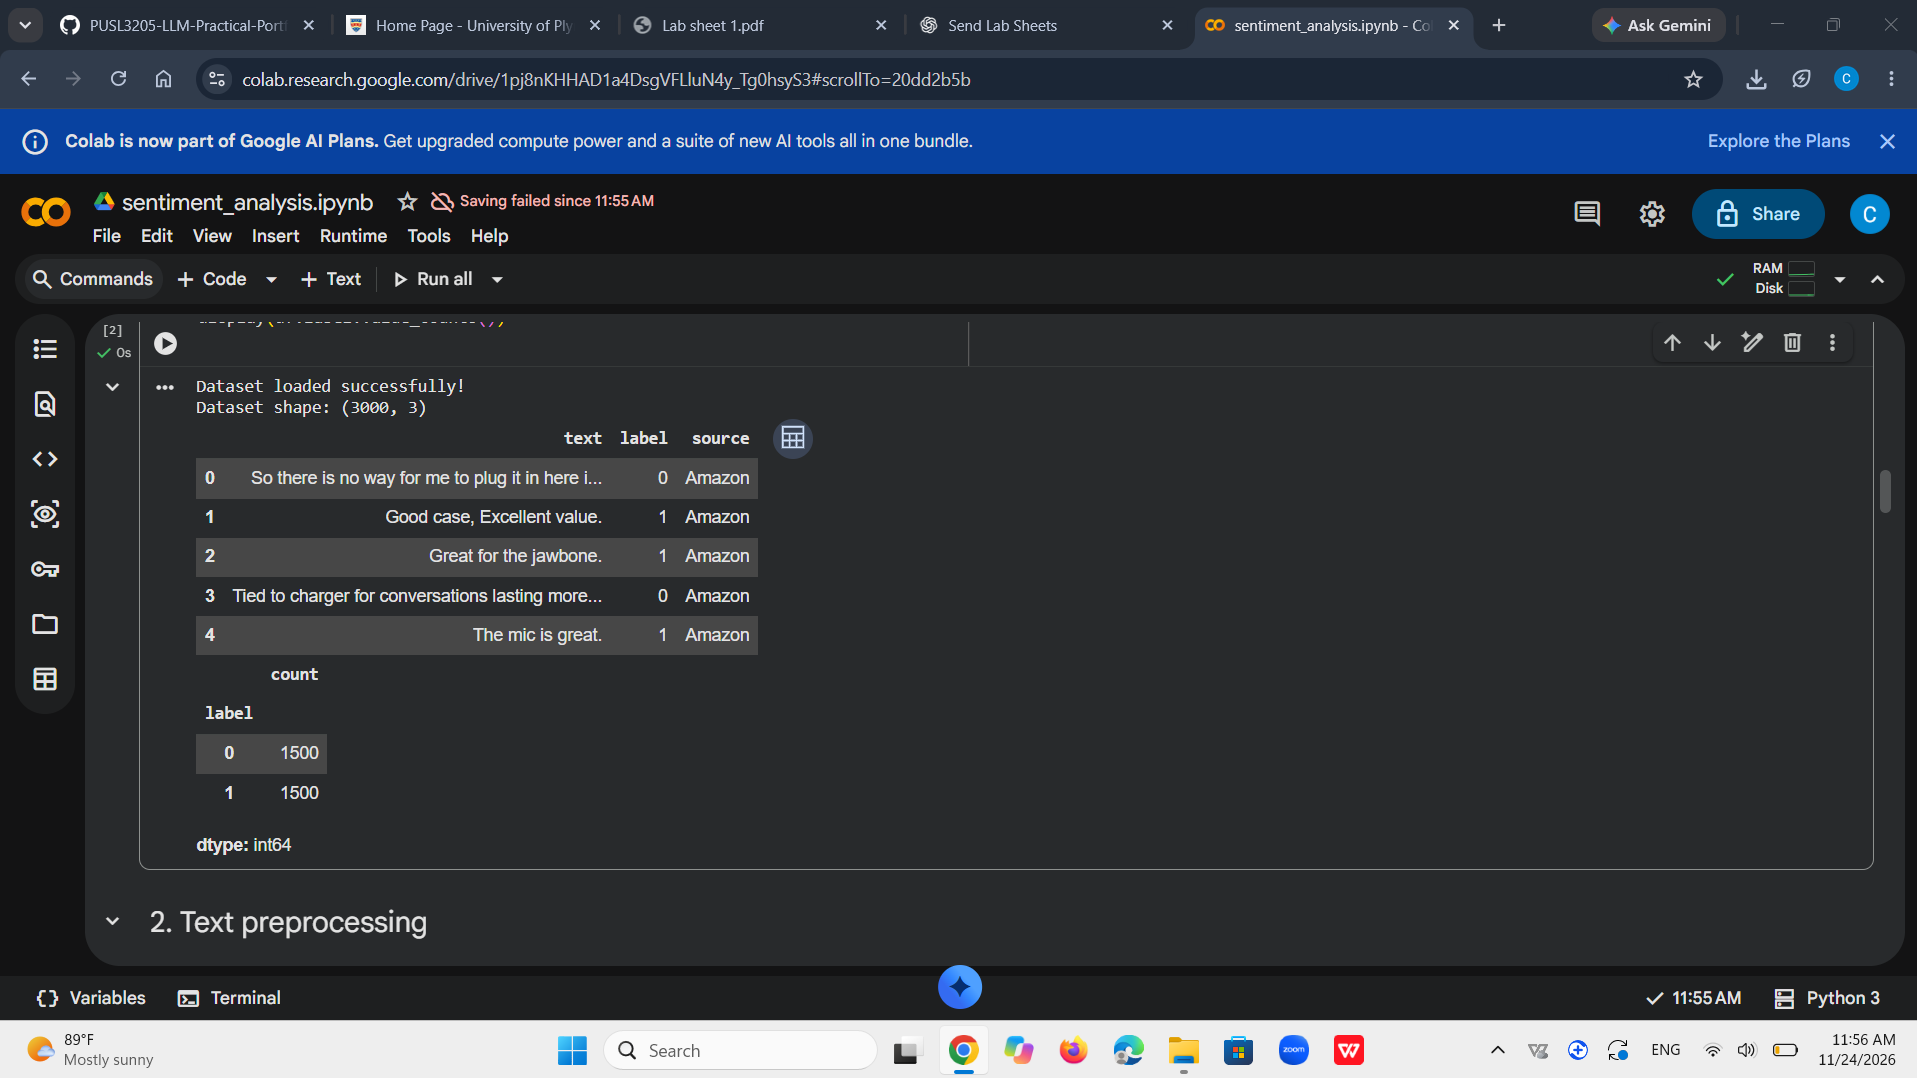 PUSL3205-LLM-Practical-Portf
Home Page - University of Ply
Lab sheet 1.pdf
Send Lab Sheets
sentiment_analysis.ipynb - Co
Ask Gemini
colab.research.google.com/drive/1pj8nKHHAD1a4DsgVFLluN4y_Tg0hsyS3#scrollTo=20dd2b5b
C
Colab is now part of Google AI Plans. Get upgraded compute power and a suite of new AI tools all in one bundle.
Explore the Plans
sentiment_analysis.ipynb
Saving failed since 11:55 AM
Share
C
File Edit View Insert Runtime Tools Help
Commands + Code + Text Run all
RAM
Disk
[2]
0s
Dataset loaded successfully!
Dataset shape: (3000, 3)
text label source
0 So there is no way for me to plug it in here i... 0 Amazon
1 Good case, Excellent value. 1 Amazon
2 Great for the jawbone. 1 Amazon
3 Tied to charger for conversations lasting more... 0 Amazon
4 The mic is great. 1 Amazon
count
label
0 1500
1 1500
dtype: int64
2. Text preprocessing
Variables
Terminal
11:55 AM
Python 3
89°F
Mostly sunny
Search
zoom
W
ENG
11:56 AM
11/24/2026